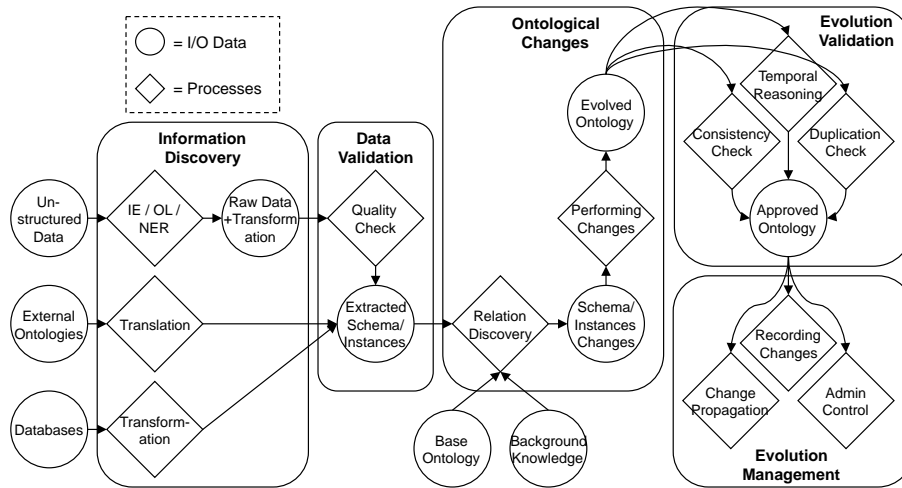 = I/O Data
= Processes
Information
Discovery
Un-
structured
Data
IE / OL /
NER
Raw Data
+Transform
ation
External
Ontologies
Translation
Databases
Transform-
ation
Data
Validation
Quality
Check
Extracted
Schema/
Instances
Ontological
Changes
Evolved
Ontology
Performing
Changes
Relation
Discovery
Schema/
Instances
Changes
Base
Ontology
Background
Knowledge
Evolution
Validation
Temporal
Reasoning
Consistency
Check
Duplication
Check
Approved
Ontology
Recording
Changes
Change
Propagation
Admin
Control
Evolution
Management